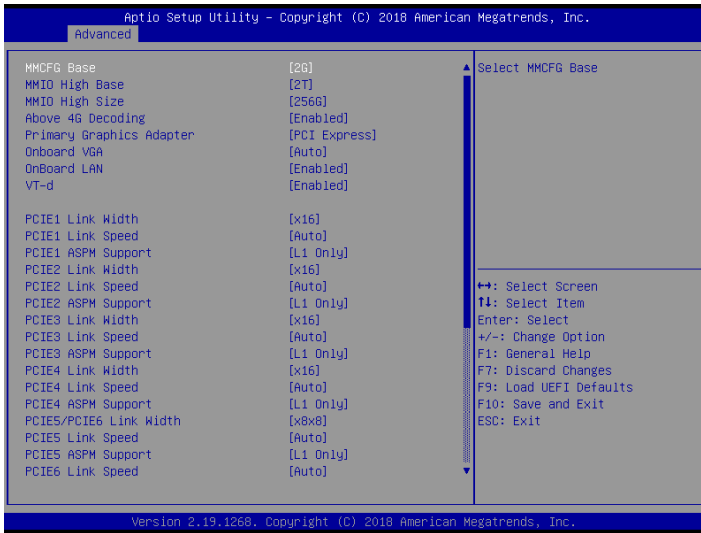 Aptio Setup Utility – Copyright (C) 2018 American Megatrends, Inc.
Advanced
MMCFG Base [2G]
MMIO High Base [2T]
MMIO High Size [256G]
Above 4G Decoding [Enabled]
Primary Graphics Adapter [PCI Express]
Onboard VGA [Auto]
OnBoard LAN [Enabled]
VT-d [Enabled]
PCIE1 Link Width [x16]
PCIE1 Link Speed [Auto]
PCIE1 ASPM Support [L1 Only]
PCIE2 Link Width [x16]
PCIE2 Link Speed [Auto]
PCIE2 ASPM Support [L1 Only]
PCIE3 Link Width [x16]
PCIE3 Link Speed [Auto]
PCIE3 ASPM Support [L1 Only]
PCIE4 Link Width [x16]
PCIE4 Link Speed [Auto]
PCIE4 ASPM Support [L1 Only]
PCIE5/PCIE6 Link Width [x8x8]
PCIE5 Link Speed [Auto]
PCIE5 ASPM Support [L1 Only]
PCIE6 Link Speed [Auto]
Select MMCFG Base
↔: Select Screen
↑↓: Select Item
Enter: Select
+/-: Change Option
F1: General Help
F7: Discard Changes
F9: Load UEFI Defaults
F10: Save and Exit
ESC: Exit
Version 2.19.1268. Copyright (C) 2018 American Megatrends, Inc.